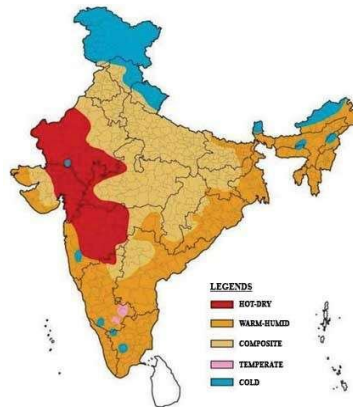 LEGENDS
HOT-DRY
WARM-HUMID
COMPOSITE
TEMPERATE
COLD